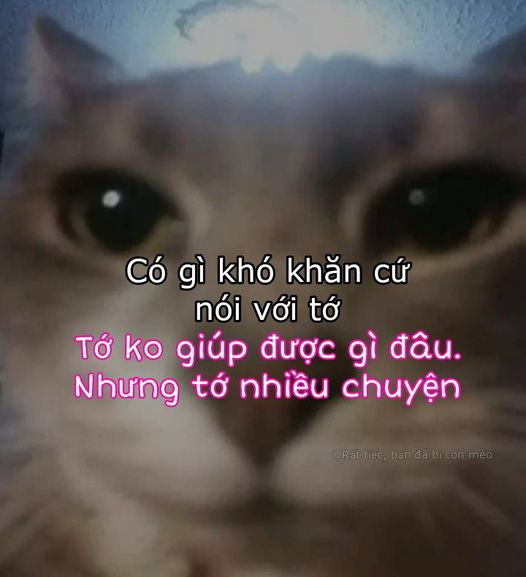 Có gì khó khăn cứ
nói với tớ
Tớ ko giúp được gì đâu.
Nhưng tớ nhiều chuyện
@Rất tiếc, bạn đã bị con mèo